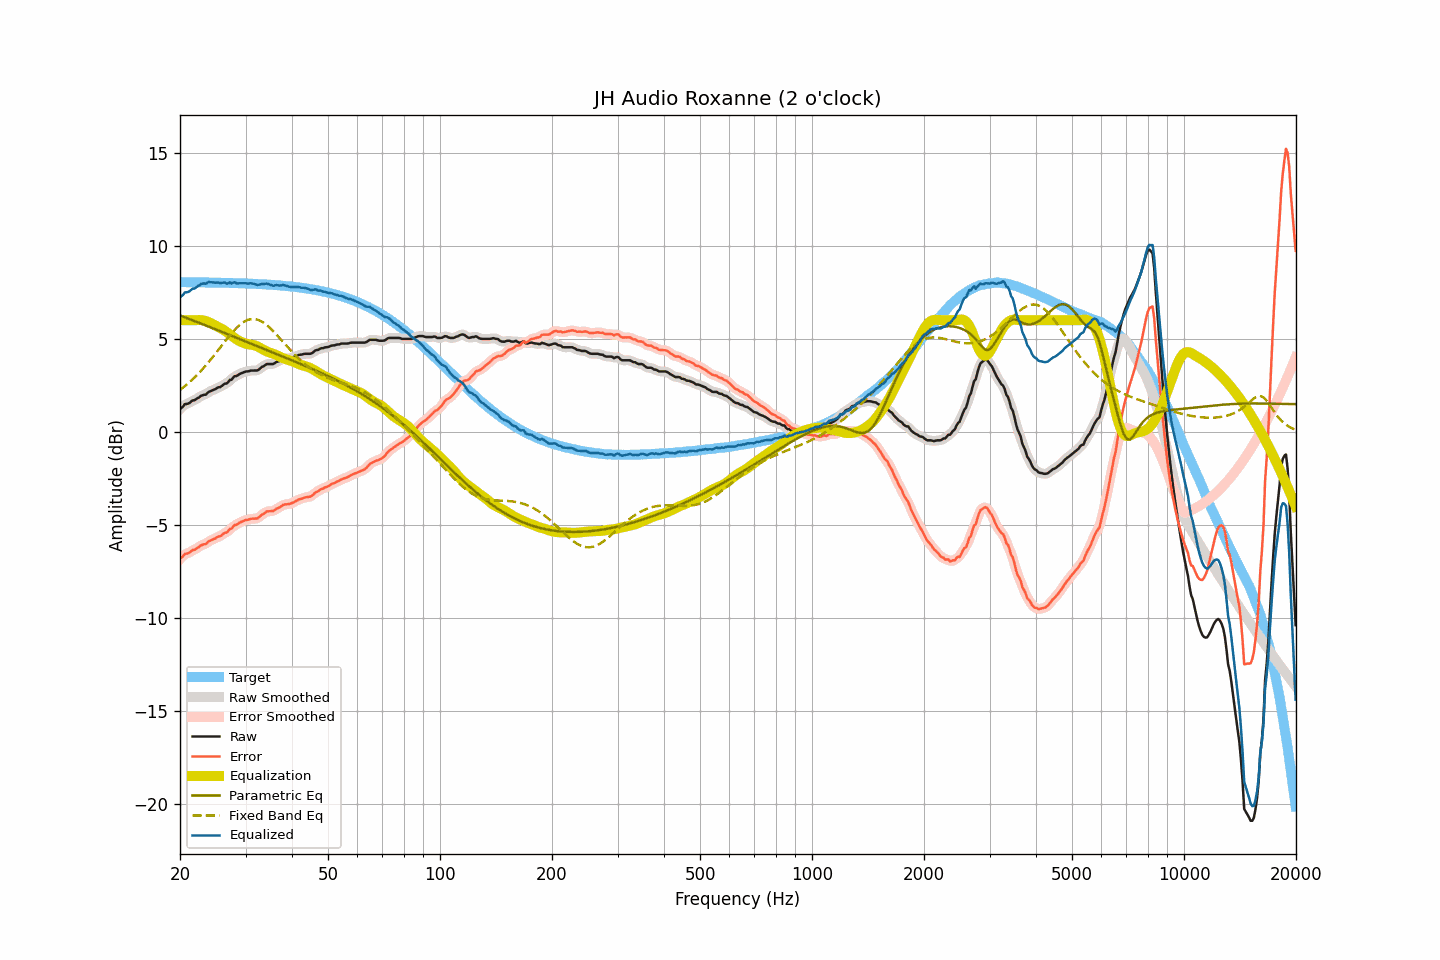 JH Audio Roxanne (2 o'clock)
15
10
5
0
−5
−10
−15
−20
Amplitude (dBr)
Target
Raw Smoothed
Error Smoothed
Raw
Error
Equalization
Parametric Eq
Fixed Band Eq
Equalized
20 50 100 200 500 1000 2000 5000 10000 20000
Frequency (Hz)